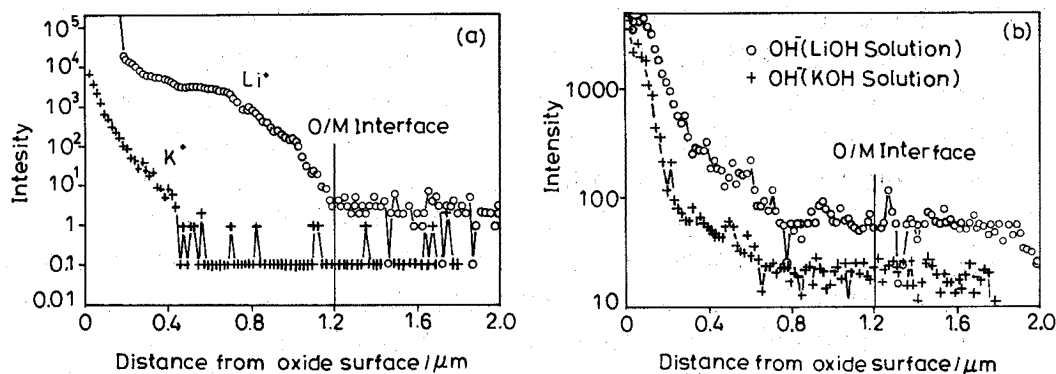 10⁵
10⁴
10³
10²
10¹
1
0.1
0.01
Intesity
(a)
Li⁺
K⁺
O/M Interface
0 0.4 0.8 1.2 1.6 2.0
Distance from oxide surface/μm
1000
100
10
Intensity
(b)
○ OH⁻(LiOH Solution)
+ OH⁻(KOH Solution)
O/M Interface
0 0.4 0.8 1.2 1.6 2.0
Distance from oxide surface/μm